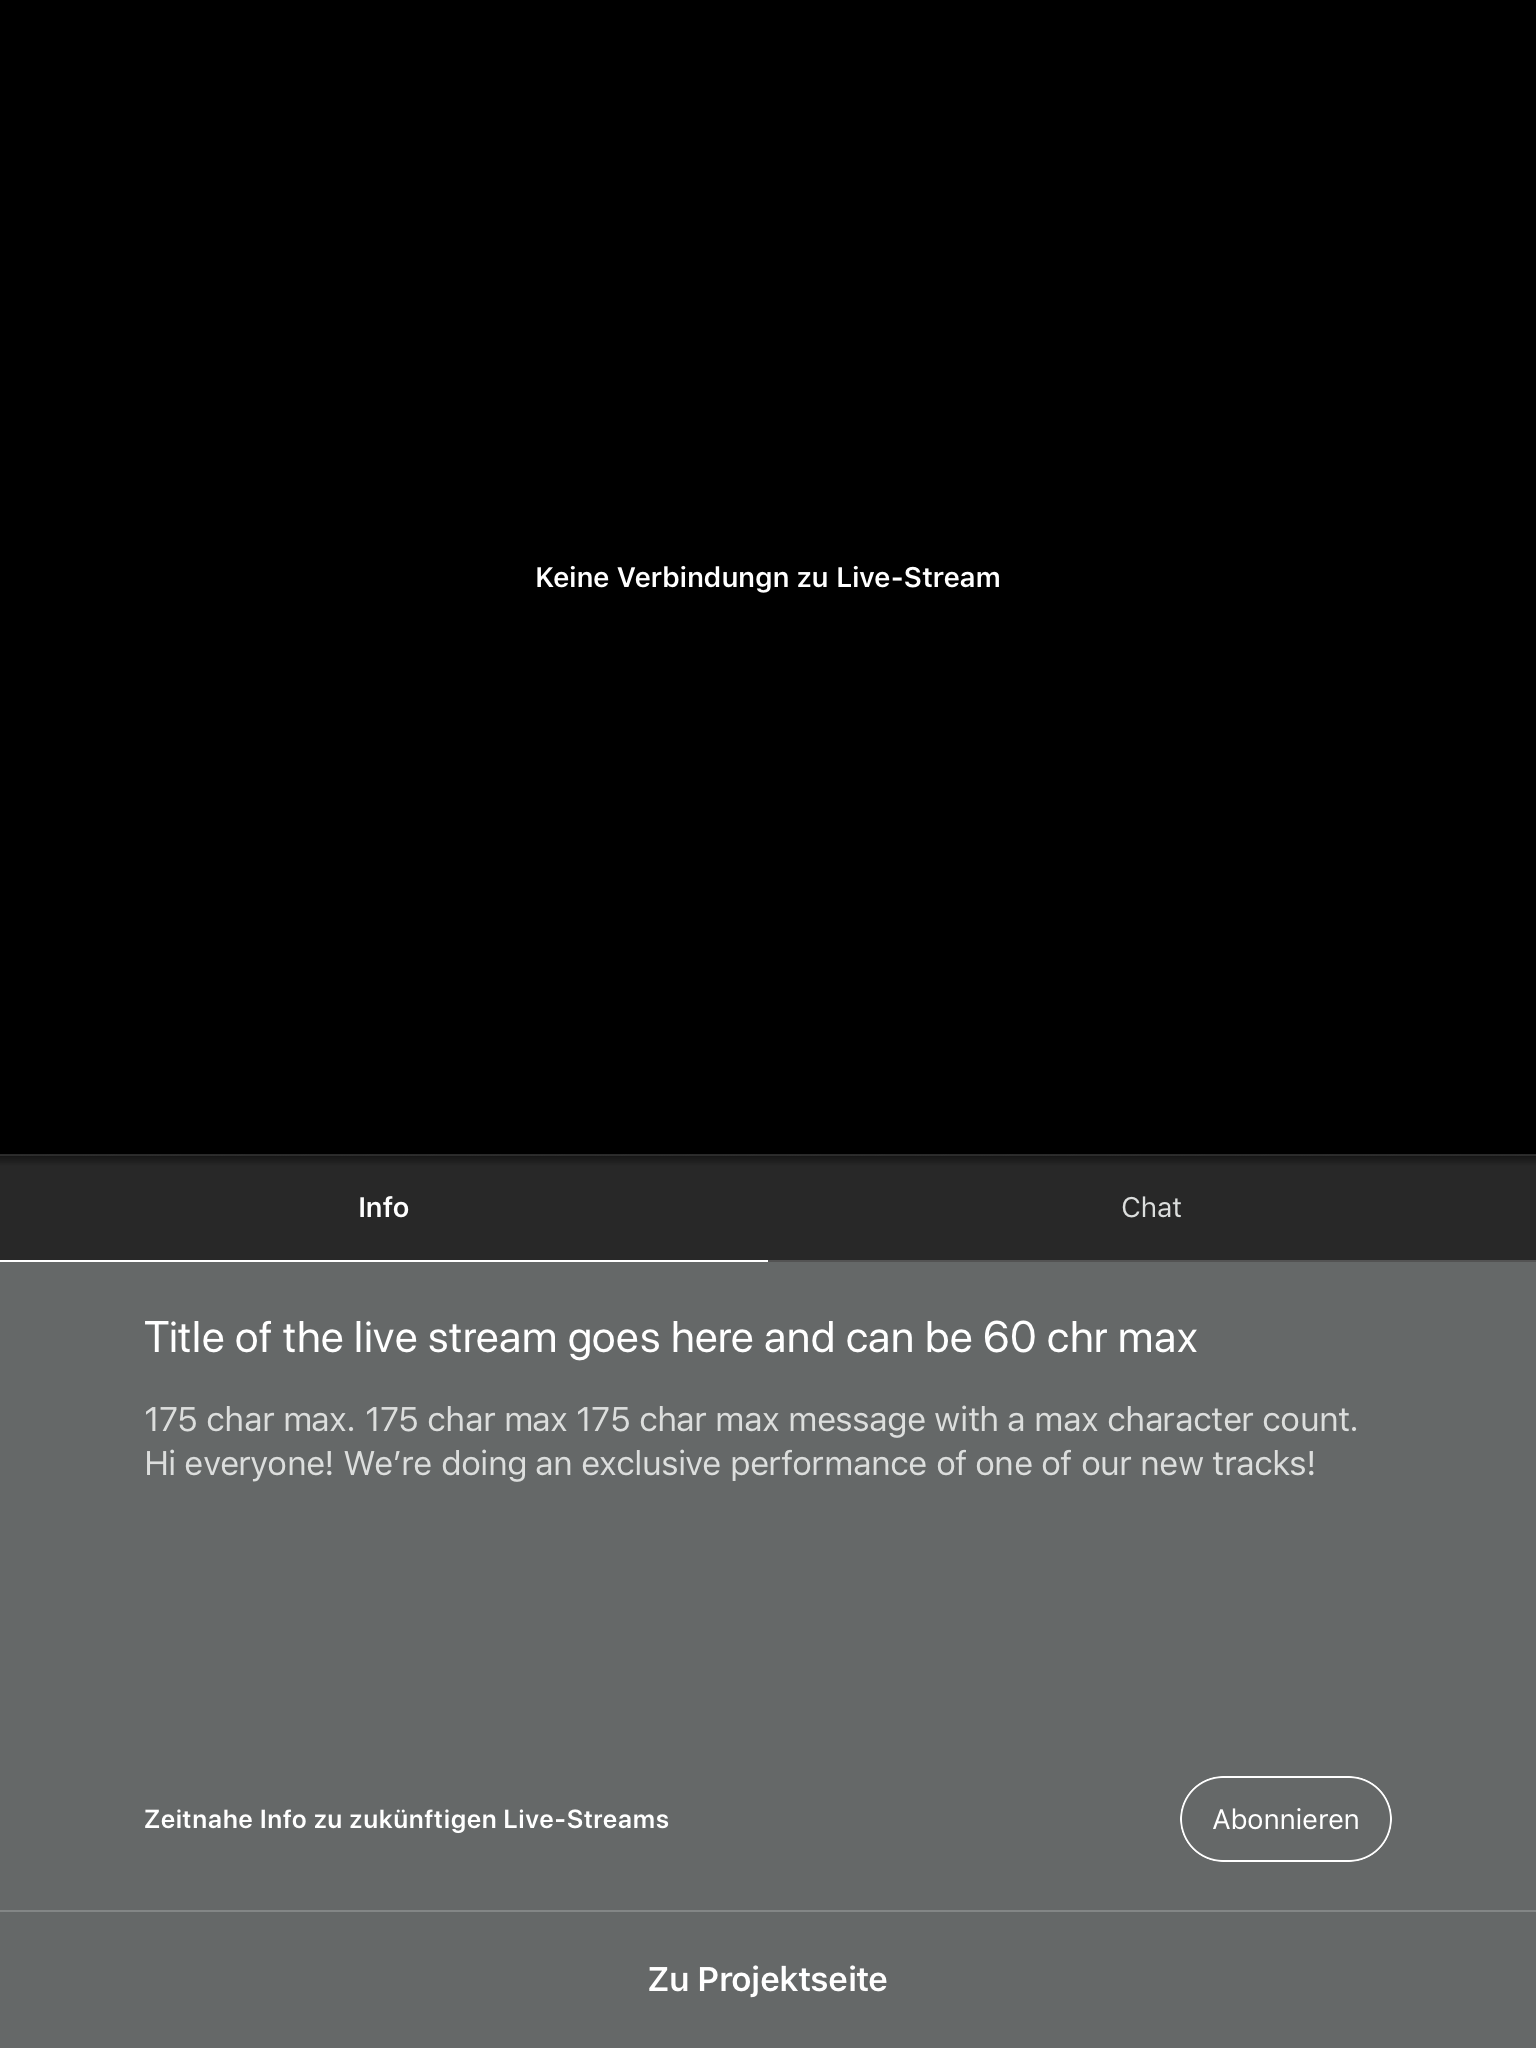 Keine Verbindungn zu Live-Stream
Info
Chat
Title of the live stream goes here and can be 60 chr max
175 char max. 175 char max 175 char max message with a max character count.
Hi everyone! We’re doing an exclusive performance of one of our new tracks!
Zeitnahe Info zu zukünftigen Live-Streams
Abonnieren
Zu Projektseite